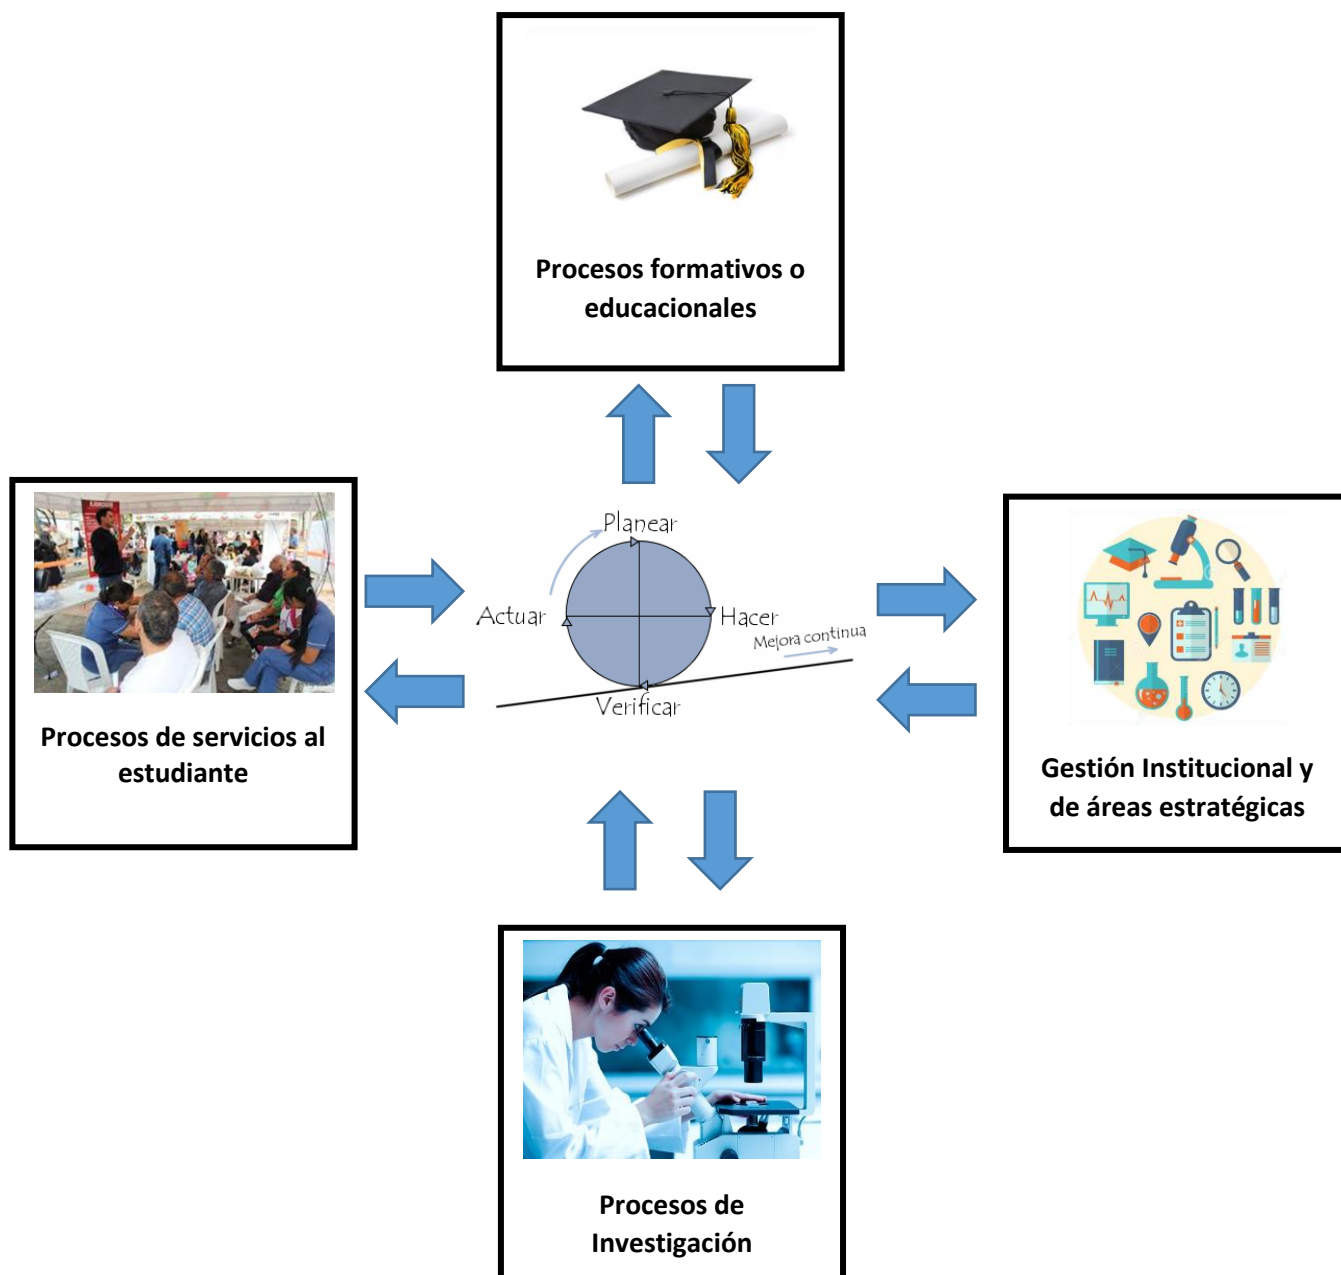 Procesos formativos o
educacionales
Planear
Actuar
Hacer
Mejora continua
Verificar
Procesos de servicios al
estudiante
Gestión Institucional y
de áreas estratégicas
Procesos de
Investigación